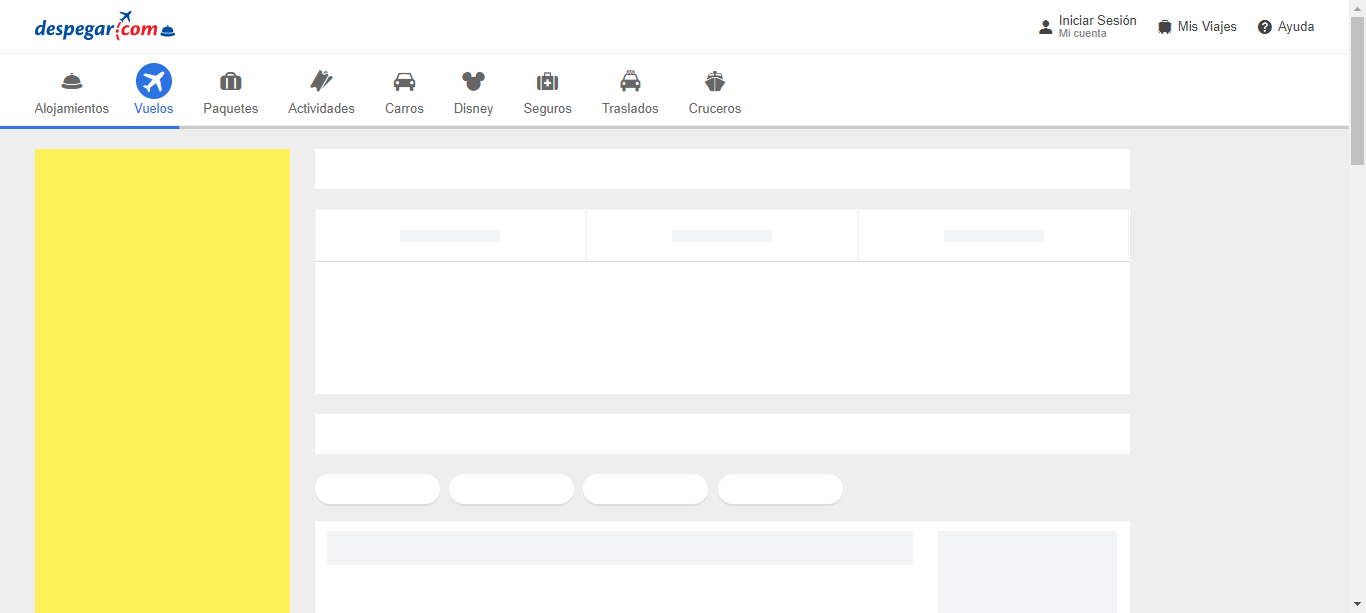 despegar.com
Iniciar Sesión
Mi cuenta
Mis Viajes
Ayuda
Alojamientos
Vuelos
Paquetes
Actividades
Carros
Disney
Seguros
Traslados
Cruceros